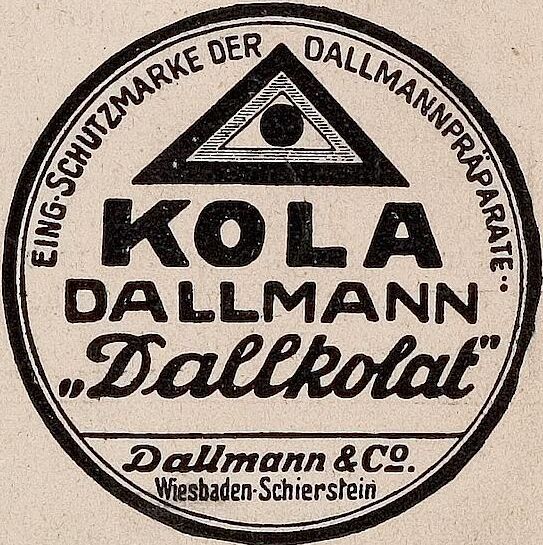 EING. SCHUTZMARKE DER DALLMANNPRÄPARATE..
KOLA
DALLMANN
„Dallkolat"
Dallmann & Co.
Wiesbaden-Schierstein